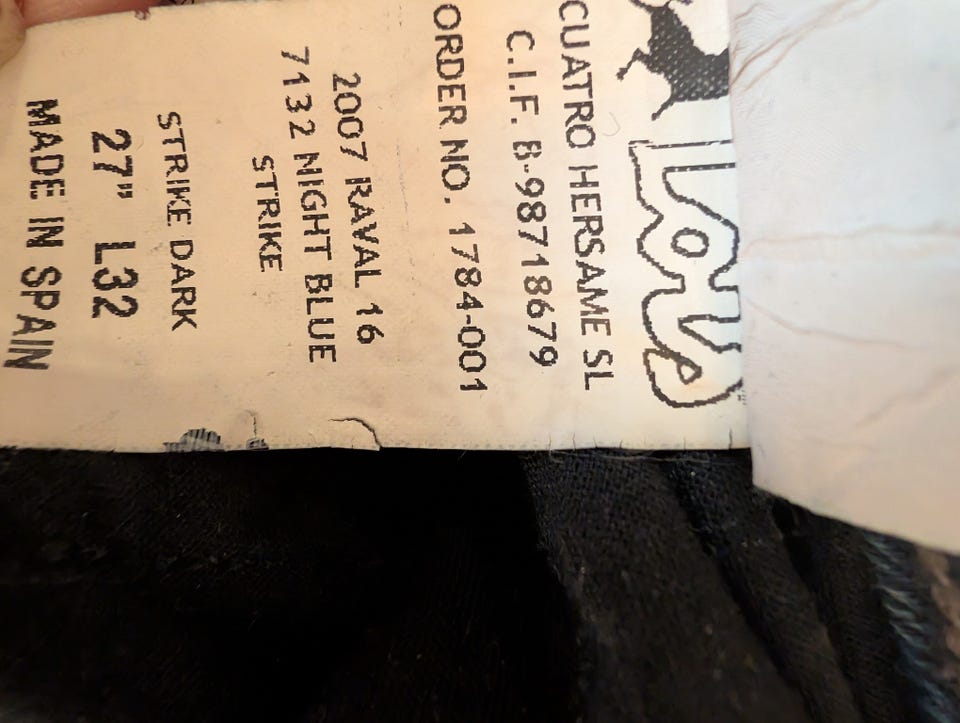 Lois
CUATRO HERSAME SL
C.I.F. B-98718679
ORDER NO. 1784-001
2007 RAVAL 16
7132 NIGHT BLUE
STRIKE
STRIKE DARK
27" L32
MADE IN SPAIN